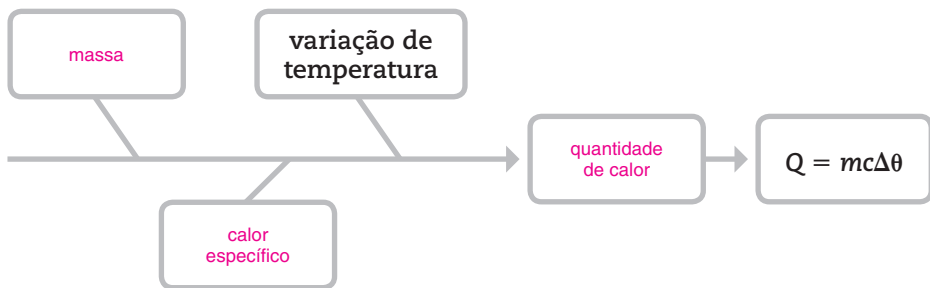 massa
variação de
temperatura
quantidade
de calor
Q = mcΔθ
calor
específico